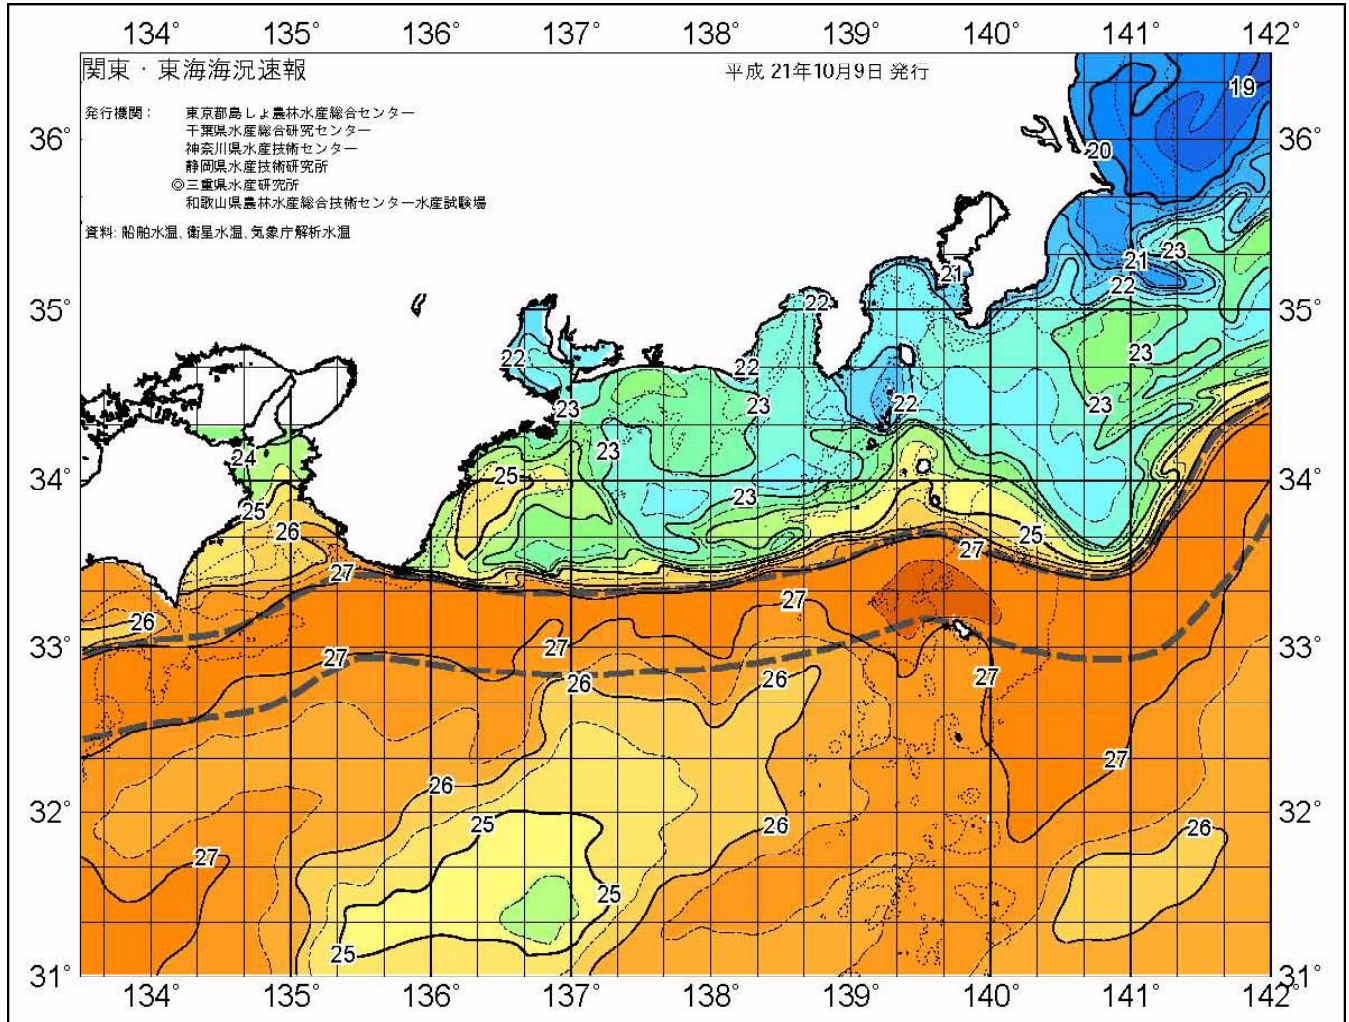 134° 135° 136° 137° 138° 139° 140° 141° 142°
関東・東海海況速報
平成 21年10月9日 発行
発行機関： 東京都島しょ農林水産総合センター
千葉県水産総合研究センター
神奈川県水産技術センター
静岡県水産技術研究所
◎三重県水産研究所
和歌山県農林水産総合技術センター水産試験場
資料: 船舶水温、衛星水温、気象庁解析水温
19
36° 20 36°
21 23
21 22
35° 22 35°
22 22 23
23 23 22 23
24 23
34° 25 23 34°
25 26 25
27 27
26 27
33° 27 27 33°
26 26 27
26 27
32° 25 26 26 32°
27
25
25
31° 31°
134° 135° 136° 137° 138° 139° 140° 141° 142°